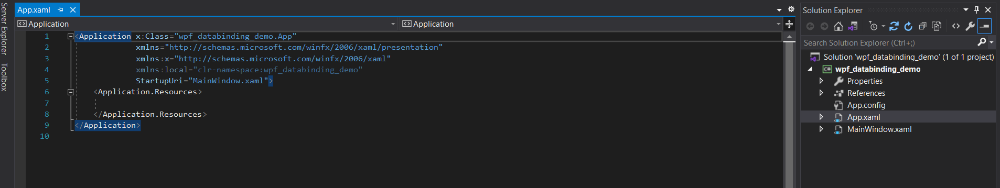 Server Explorer
Toolbox
App.xaml
Application
Application
1 <Application x:Class="wpf_databinding_demo.App"
2 xmlns="http://schemas.microsoft.com/winfx/2006/xaml/presentation"
3 xmlns:x="http://schemas.microsoft.com/winfx/2006/xaml"
4 xmlns:local="clr-namespace:wpf_databinding_demo"
5 StartupUri="MainWindow.xaml">
6 <Application.Resources>
7
8 </Application.Resources>
9 </Application>
10
Solution Explorer
Search Solution Explorer (Ctrl+;)
Solution 'wpf_databinding_demo' (1 of 1 project)
C# wpf_databinding_demo
Properties
References
App.config
App.xaml
MainWindow.xaml